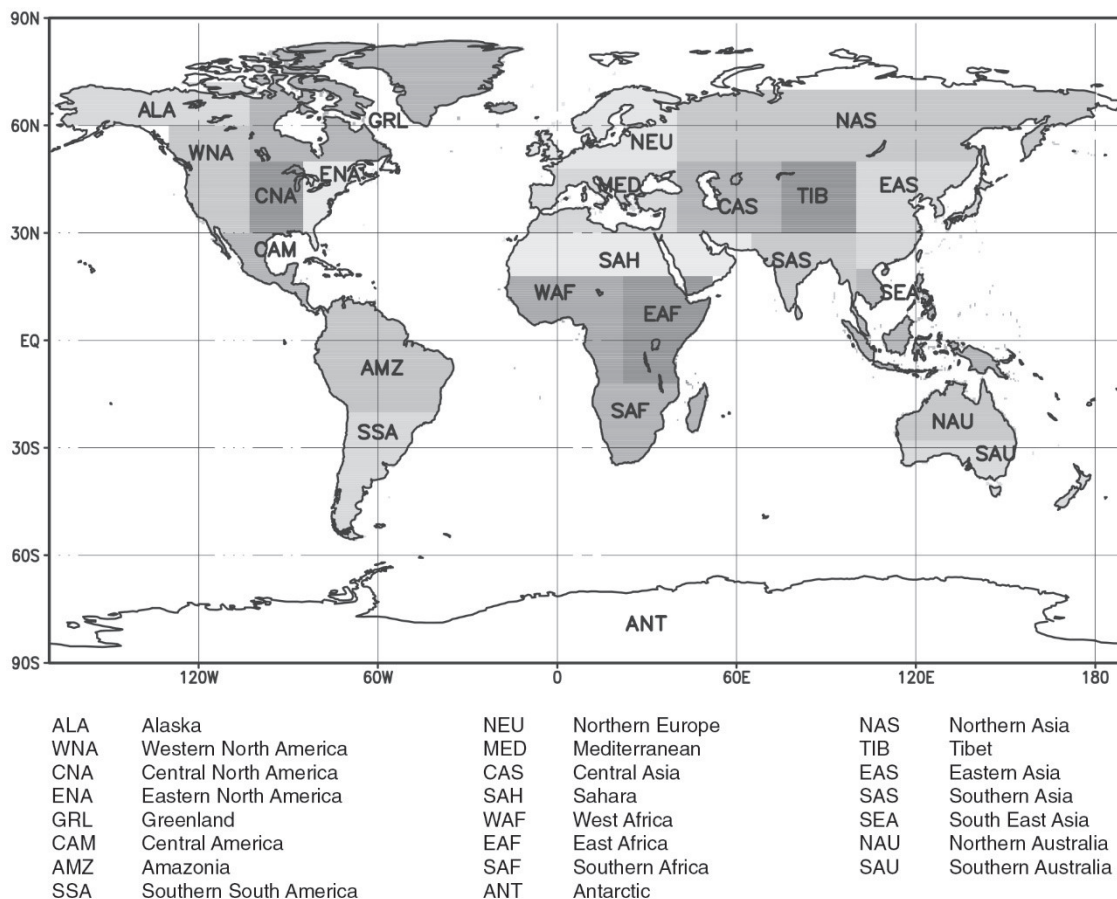 90N
ALA
GRL
NAS
60N
WNA
NEU
ENA
CNA
MED
CAS
TIB
EAS
30N
CAM
SAH
SAS
WAF
SEA
EAF
EQ
AMZ
SAF
NAU
SSA
30S
SAU
60S
ANT
90S
120W 60W 0 60E 120E 180
ALA Alaska NEU Northern Europe NAS Northern Asia
WNA Western North America MED Mediterranean TIB Tibet
CNA Central North America CAS Central Asia EAS Eastern Asia
ENA Eastern North America SAH Sahara SAS Southern Asia
GRL Greenland WAF West Africa SEA South East Asia
CAM Central America EAF East Africa NAU Northern Australia
AMZ Amazonia SAF Southern Africa SAU Southern Australia
SSA Southern South America ANT Antarctic